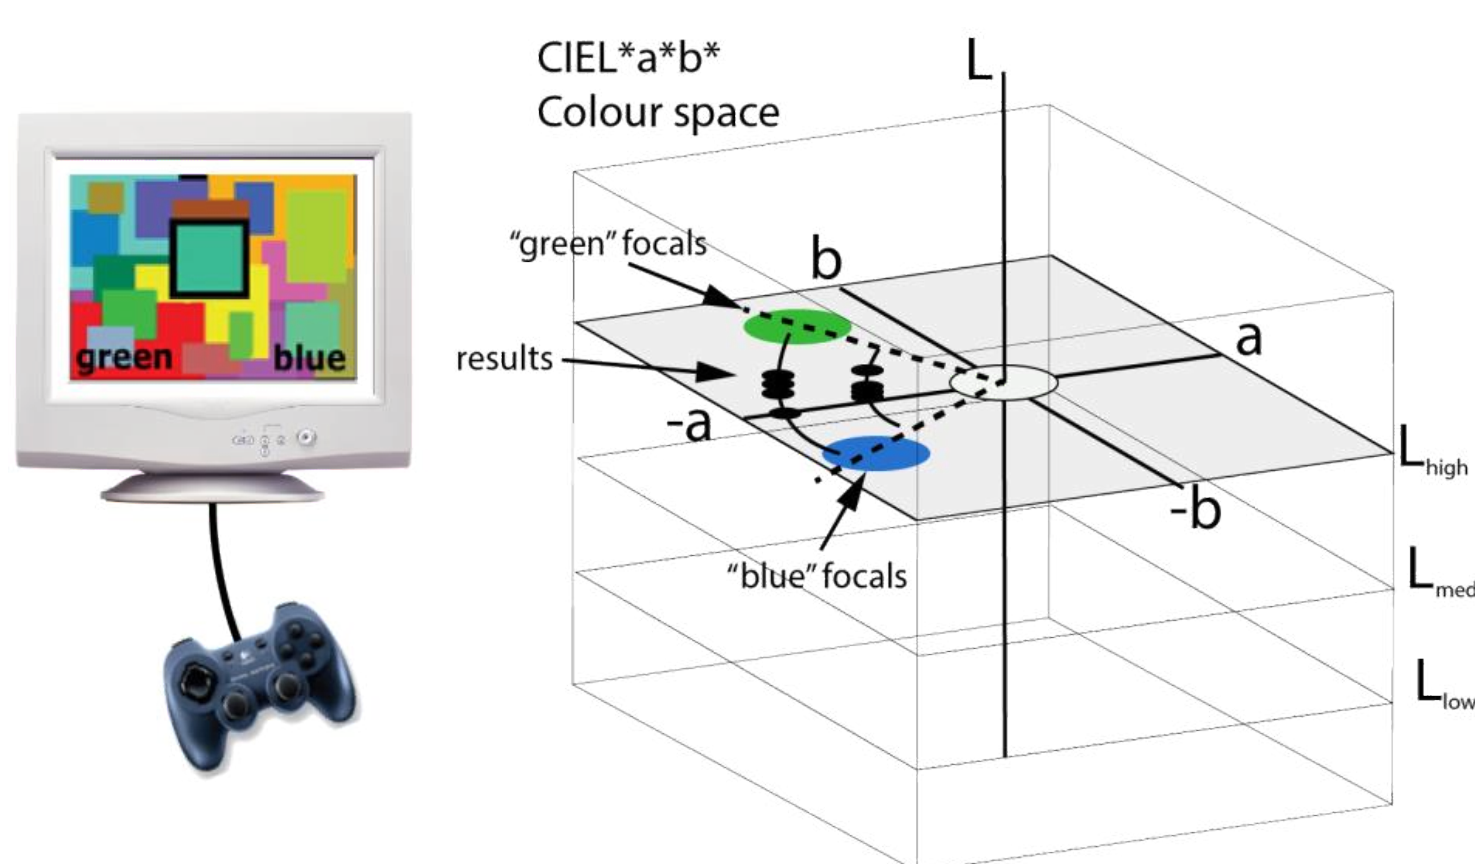 CIEL*a*b*
Colour space
L
"green" focals
b
a
results
-a
green
blue
L high
-b
L med
"blue" focals
L low